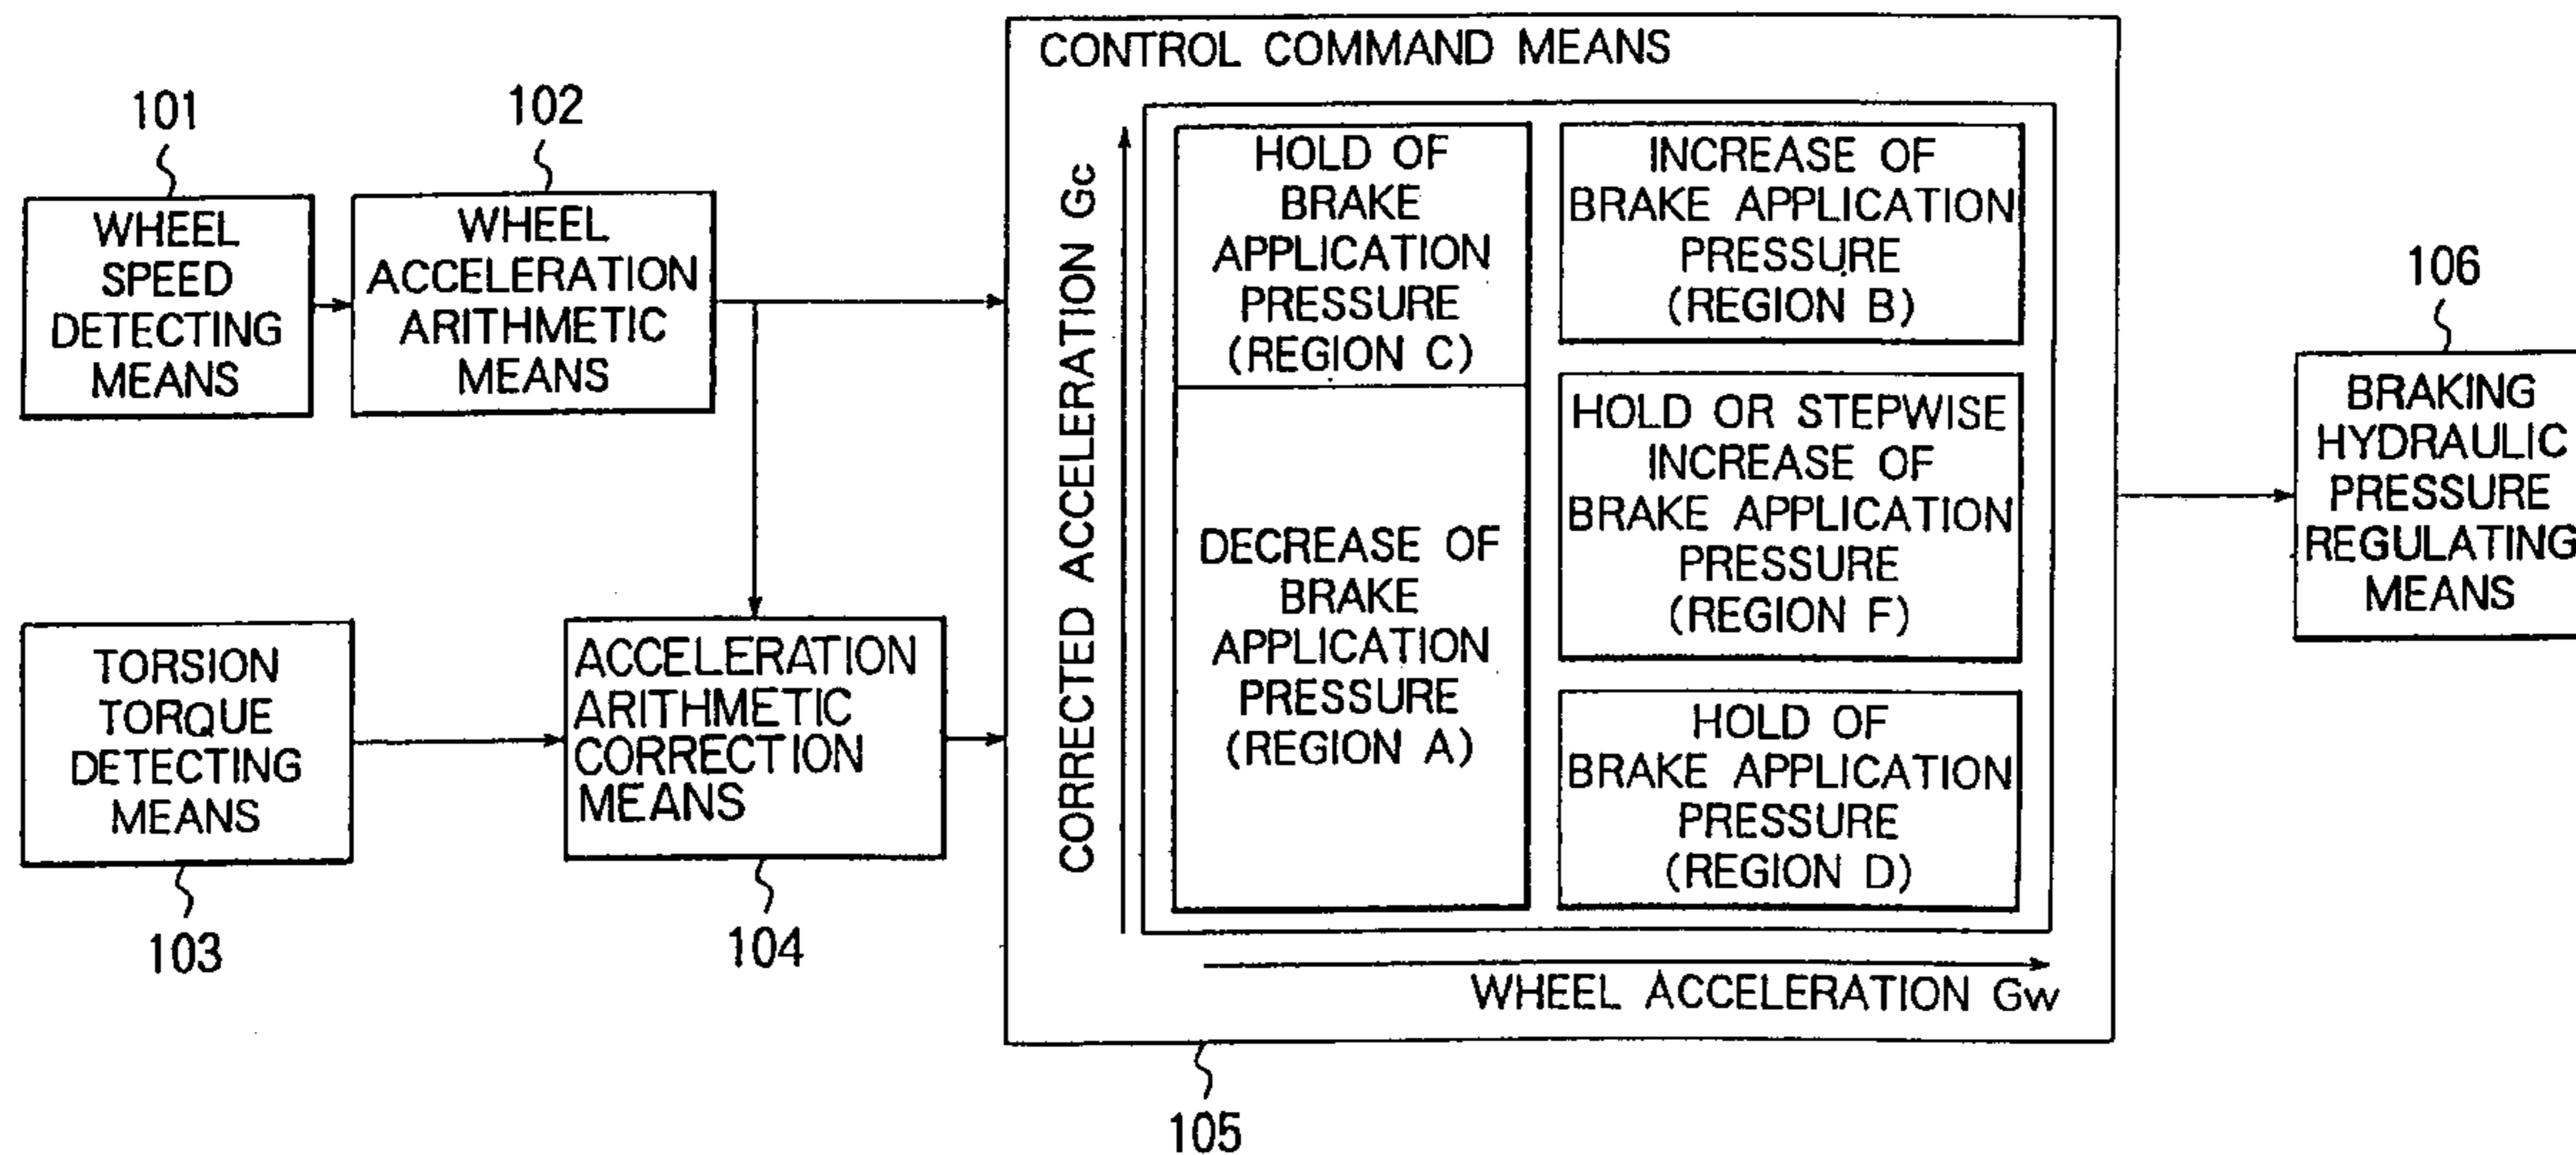 101
WHEEL
SPEED
DETECTING
MEANS
102
WHEEL
ACCELERATION
ARITHMETIC
MEANS
TORSION
TORQUE
DETECTING
MEANS
103
ACCELERATION
ARITHMETIC
CORRECTION
MEANS
104
CONTROL COMMAND MEANS
CORRECTED ACCELERATION Gc
HOLD OF
BRAKE
APPLICATION
PRESSURE
(REGION C)
DECREASE OF
BRAKE
APPLICATION
PRESSURE
(REGION A)
INCREASE OF
BRAKE APPLICATION
PRESSURE
(REGION B)
HOLD OR STEPWISE
INCREASE OF
BRAKE APPLICATION
PRESSURE
(REGION F)
HOLD OF
BRAKE APPLICATION
PRESSURE
(REGION D)
WHEEL ACCELERATION Gw
105
106
BRAKING
HYDRAULIC
PRESSURE
REGULATING
MEANS